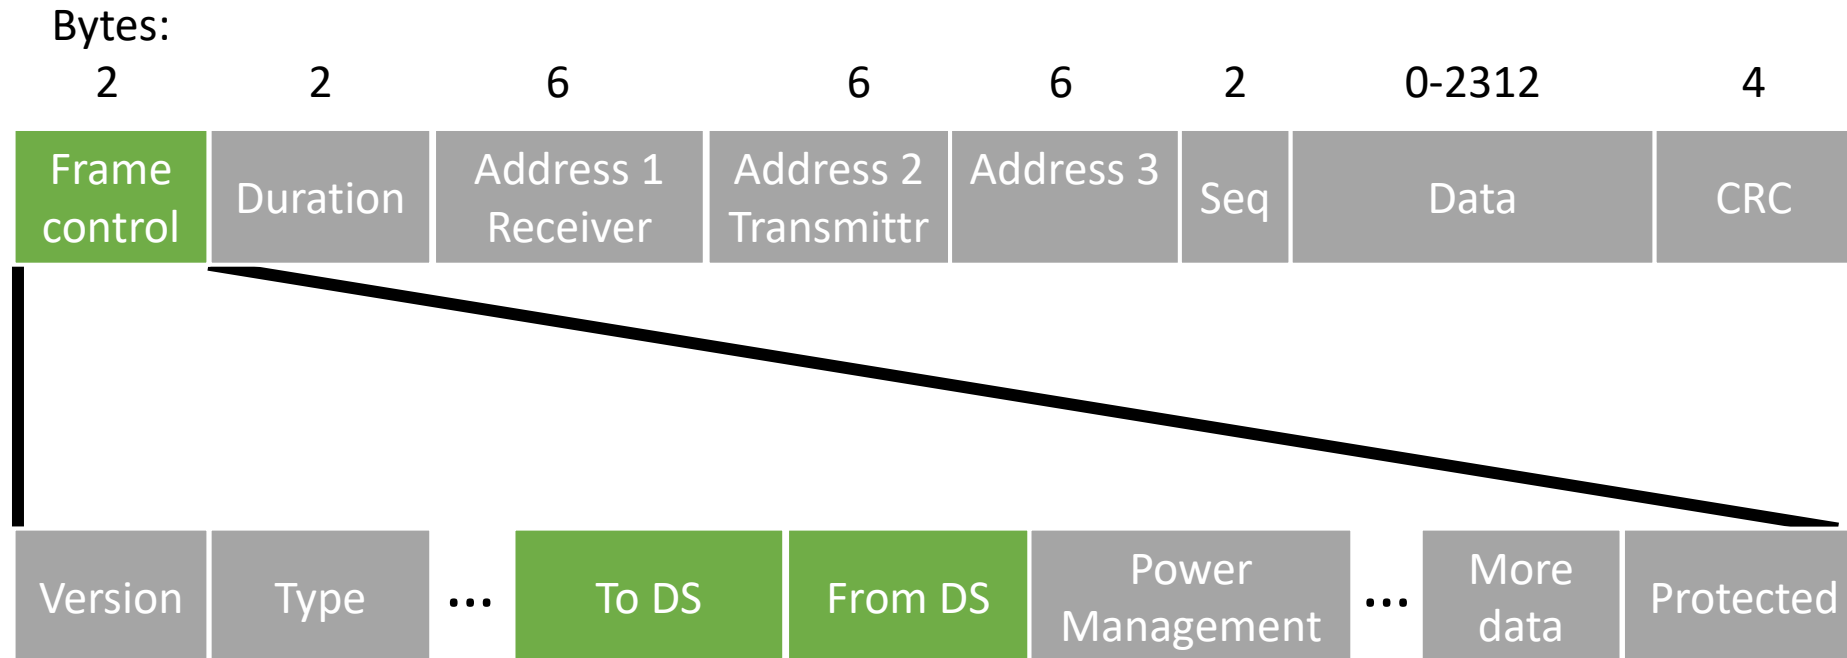 Bytes:
2 2 6 6 6 2 0-2312 4
Frame control
Duration
Address 1 Receiver
Address 2 Transmittr
Address 3
Seq
Data
CRC
Version
Type
...
To DS
From DS
Power Management
...
More data
Protected